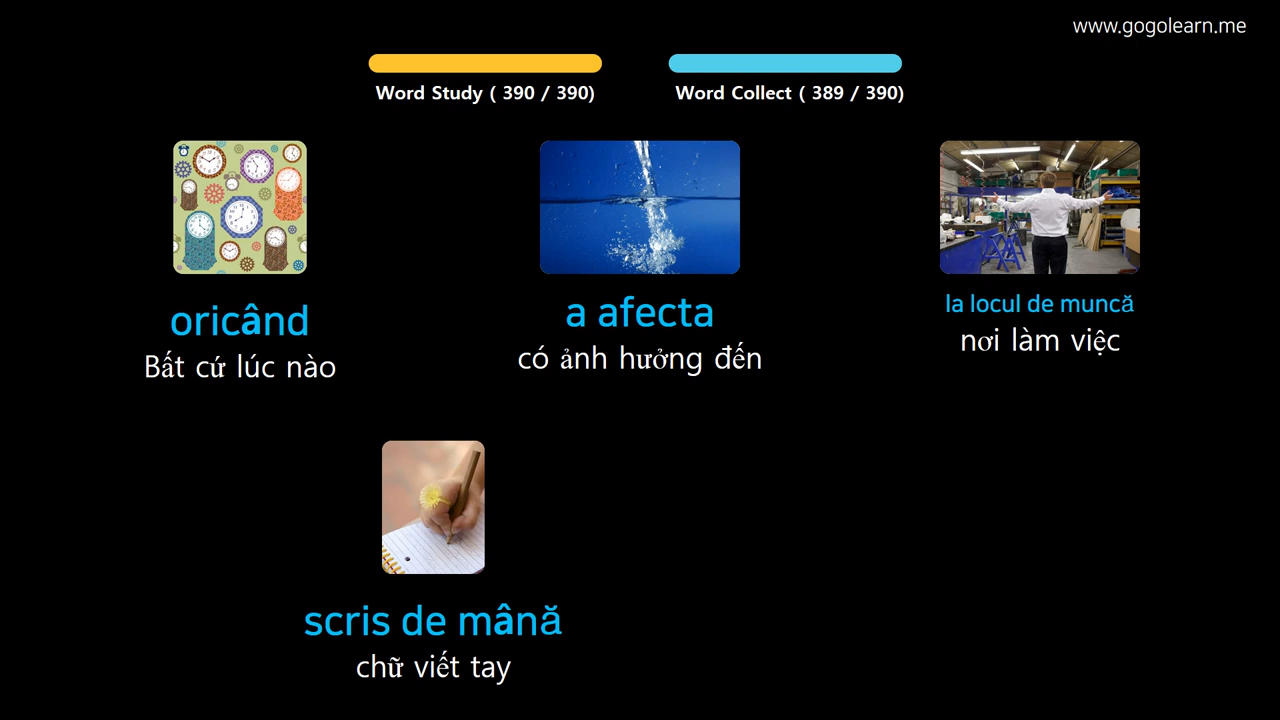 www.gogolearn.me
Word Study ( 390 / 390)
Word Collect ( 389 / 390)
oricând
Bất cứ lúc nào
a afecta
có ảnh hưởng đến
la locul de muncă
nơi làm việc
scris de mână
chữ viết tay